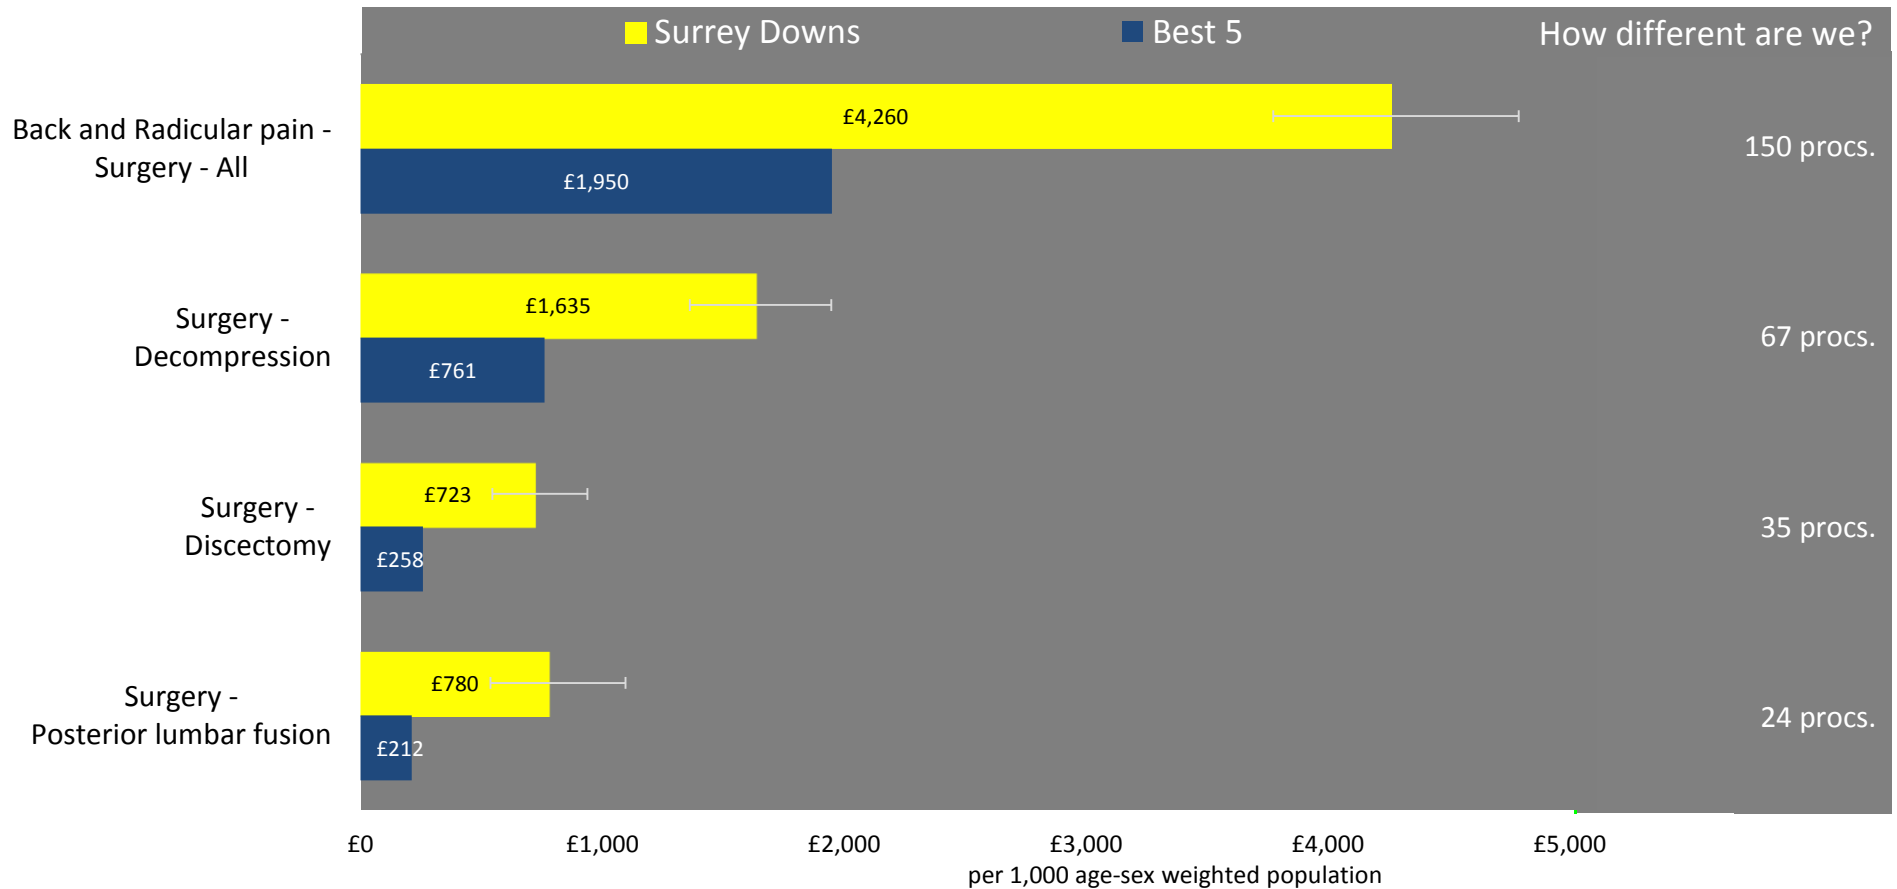 Surrey Downs
Best 5
How different are we?
Back and Radicular pain -
Surgery - All
£4,260
£1,950
150 procs.
Surgery -
Decompression
£1,635
£761
67 procs.
Surgery -
Discectomy
£723
£258
35 procs.
Surgery -
Posterior lumbar fusion
£780
£212
24 procs.
£0
£1,000
£2,000
£3,000
£4,000
£5,000
per 1,000 age-sex weighted population